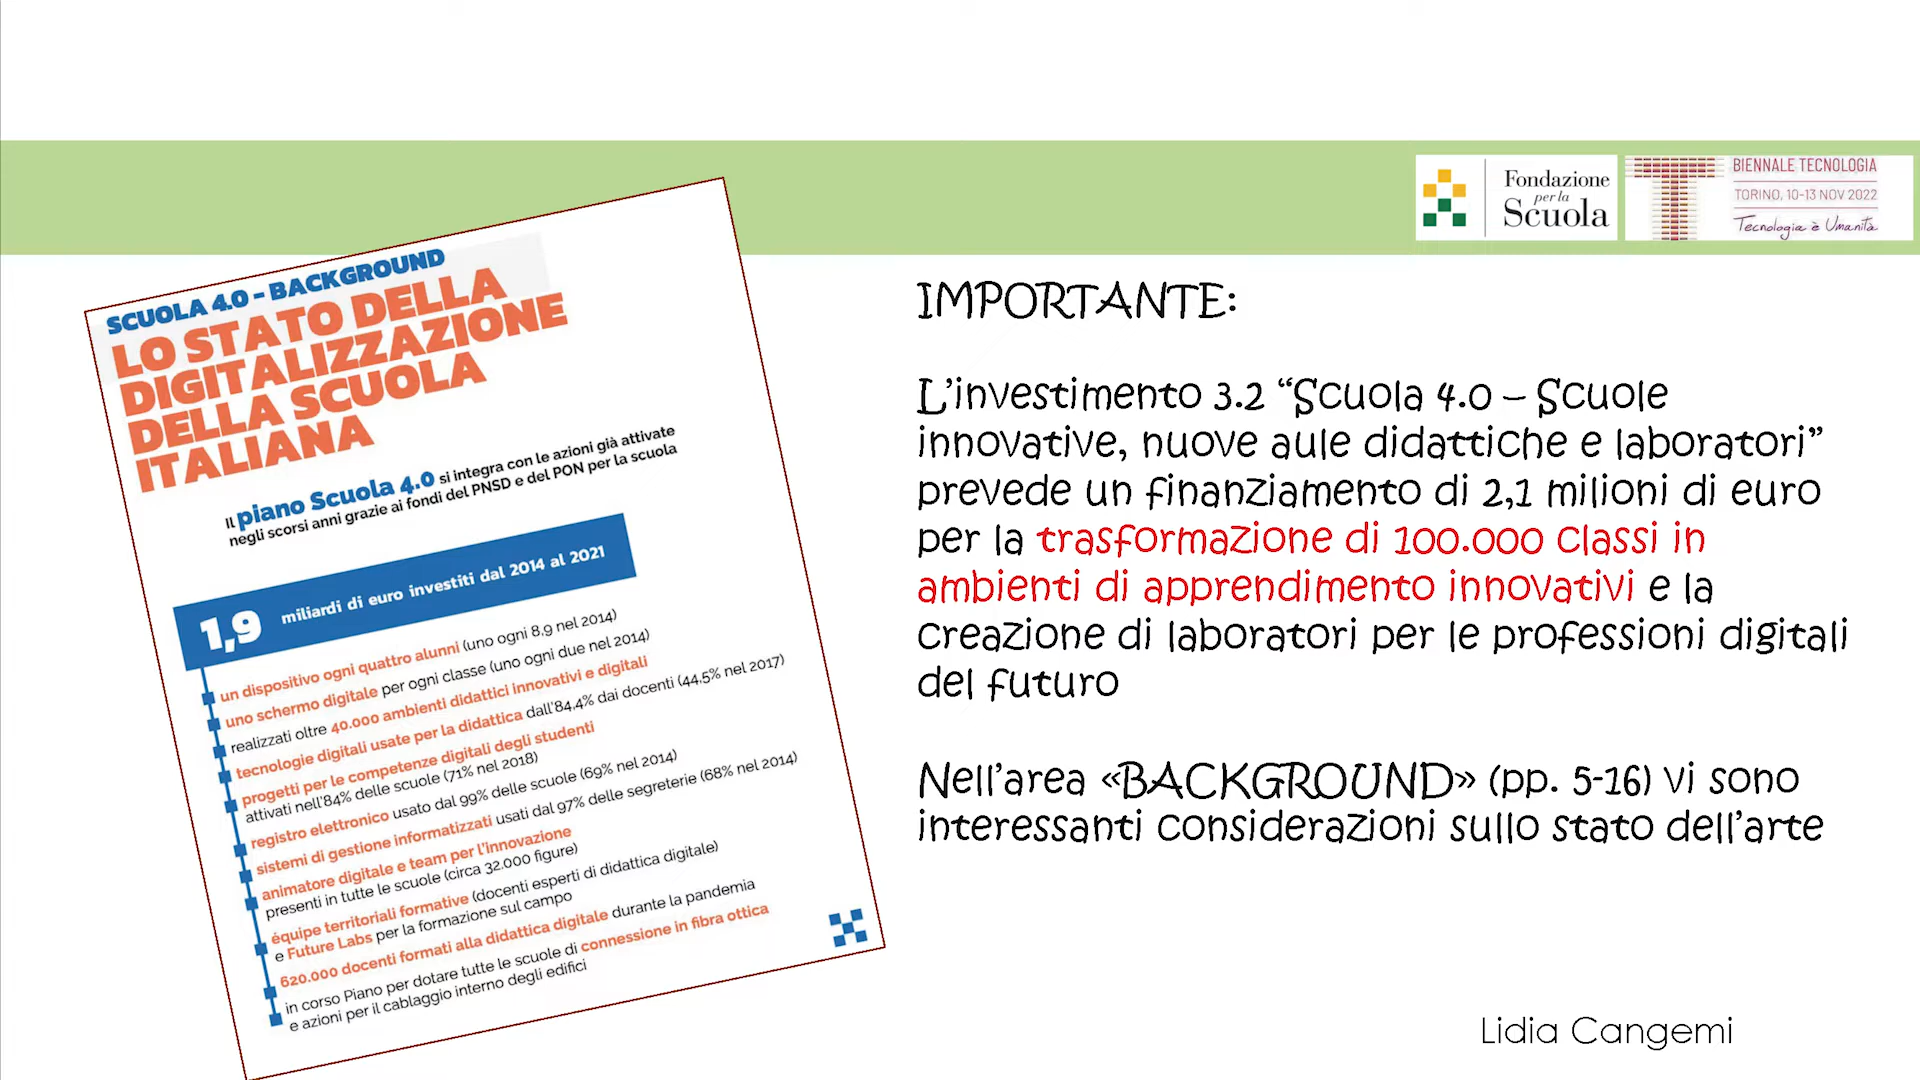 Fondazione
per la
Scuola
BIENNALE TECNOLOGIA
TORINO, 10-13 NOV 2022
Tecnologia è Umanità
SCUOLA 4.0 - BACKGROUND
LO STATO DELLA
DIGITALIZZAZIONE
DELLA SCUOLA
ITALIANA
Il piano Scuola 4.0 si integra con le azioni già attivate
negli scorsi anni grazie ai fondi del PNSD e del PON per la scuola
1,9 miliardi di euro investiti dal 2014 al 2021
un dispositivo ogni quattro alunni (uno ogni 8,9 nel 2014)
uno schermo digitale per ogni classe (uno ogni due nel 2014)
realizzati oltre 40.000 ambienti didattici innovativi e digitali
tecnologie digitali usate per la didattica dall'84,4% dai docenti (44,5% nel 2017)
progetti per le competenze digitali degli studenti
attivati nell'84% delle scuole (71% nel 2018)
registro elettronico usato dal 99% delle scuole (69% nel 2014)
sistemi di gestione informatizzati usati dal 97% delle segreterie (68% nel 2014)
animatore digitale e team per l'innovazione
presenti in tutte le scuole (circa 32.000 figure)
équipe territoriali formative (docenti esperti di didattica digitale)
e Future Labs per la formazione sul campo
620.000 docenti formati alla didattica digitale durante la pandemia
in corso Piano per dotare tutte le scuole di connessione in fibra ottica
e azioni per il cablaggio interno degli edifici
IMPORTANTE:
L'investimento 3.2 “Scuola 4.0 – Scuole
innovative, nuove aule didattiche e laboratori”
prevede un finanziamento di 2,1 milioni di euro
per la trasformazione di 100.000 classi in
ambienti di apprendimento innovativi e la
creazione di laboratori per le professioni digitali
del futuro
Nell'area «BACKGROUND» (pp. 5-16) vi sono
interessanti considerazioni sullo stato dell'arte
Lidia Cangemi